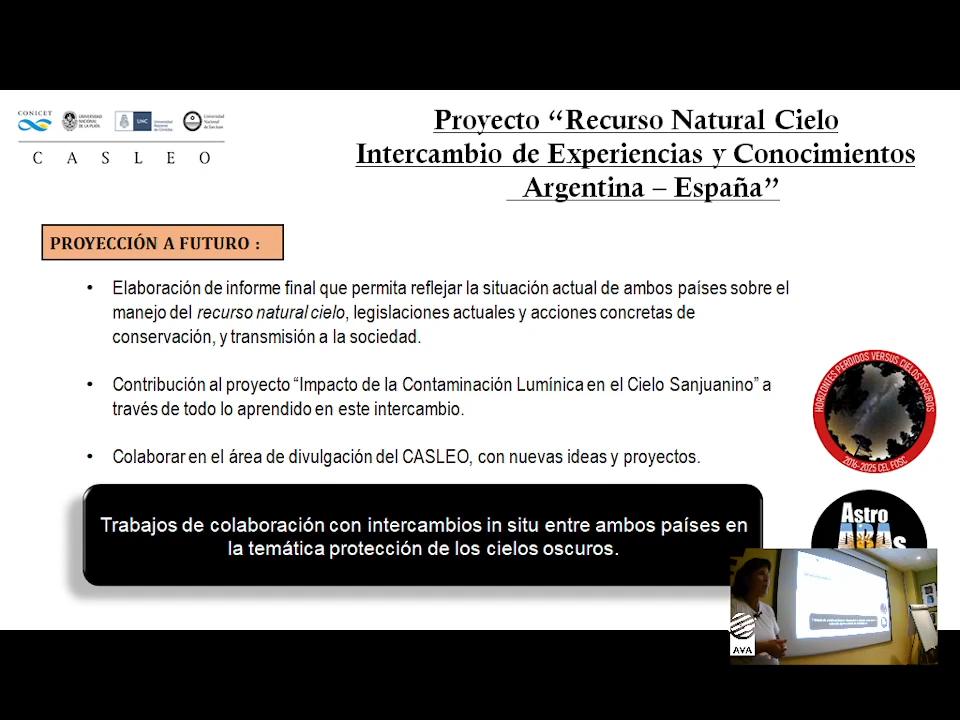 CONICET
UNIVERSIDAD
NACIONAL
DE LA PLATA
UNC
Universidad
Nacional
de Córdoba
Universidad
Nacional
de San Juan
C A S L E O
Proyecto “Recurso Natural Cielo
Intercambio de Experiencias y Conocimientos
Argentina – España”
PROYECCIÓN A FUTURO :
• Elaboración de informe final que permita reflejar la situación actual de ambos países sobre el
manejo del recurso natural cielo, legislaciones actuales y acciones concretas de
conservación, y transmisión a la sociedad.
• Contribución al proyecto “Impacto de la Contaminación Lumínica en el Cielo Sanjuanino” a
través de todo lo aprendido en este intercambio.
• Colaborar en el área de divulgación del CASLEO, con nuevas ideas y proyectos.
HORIZONTES PERDIDOS VERSUS CIELOS OSCUROS
2016-2025 CEL FOSC
Trabajos de colaboración con intercambios in situ entre ambos países en
la temática protección de los cielos oscuros.
Astro
ARAs
AVA